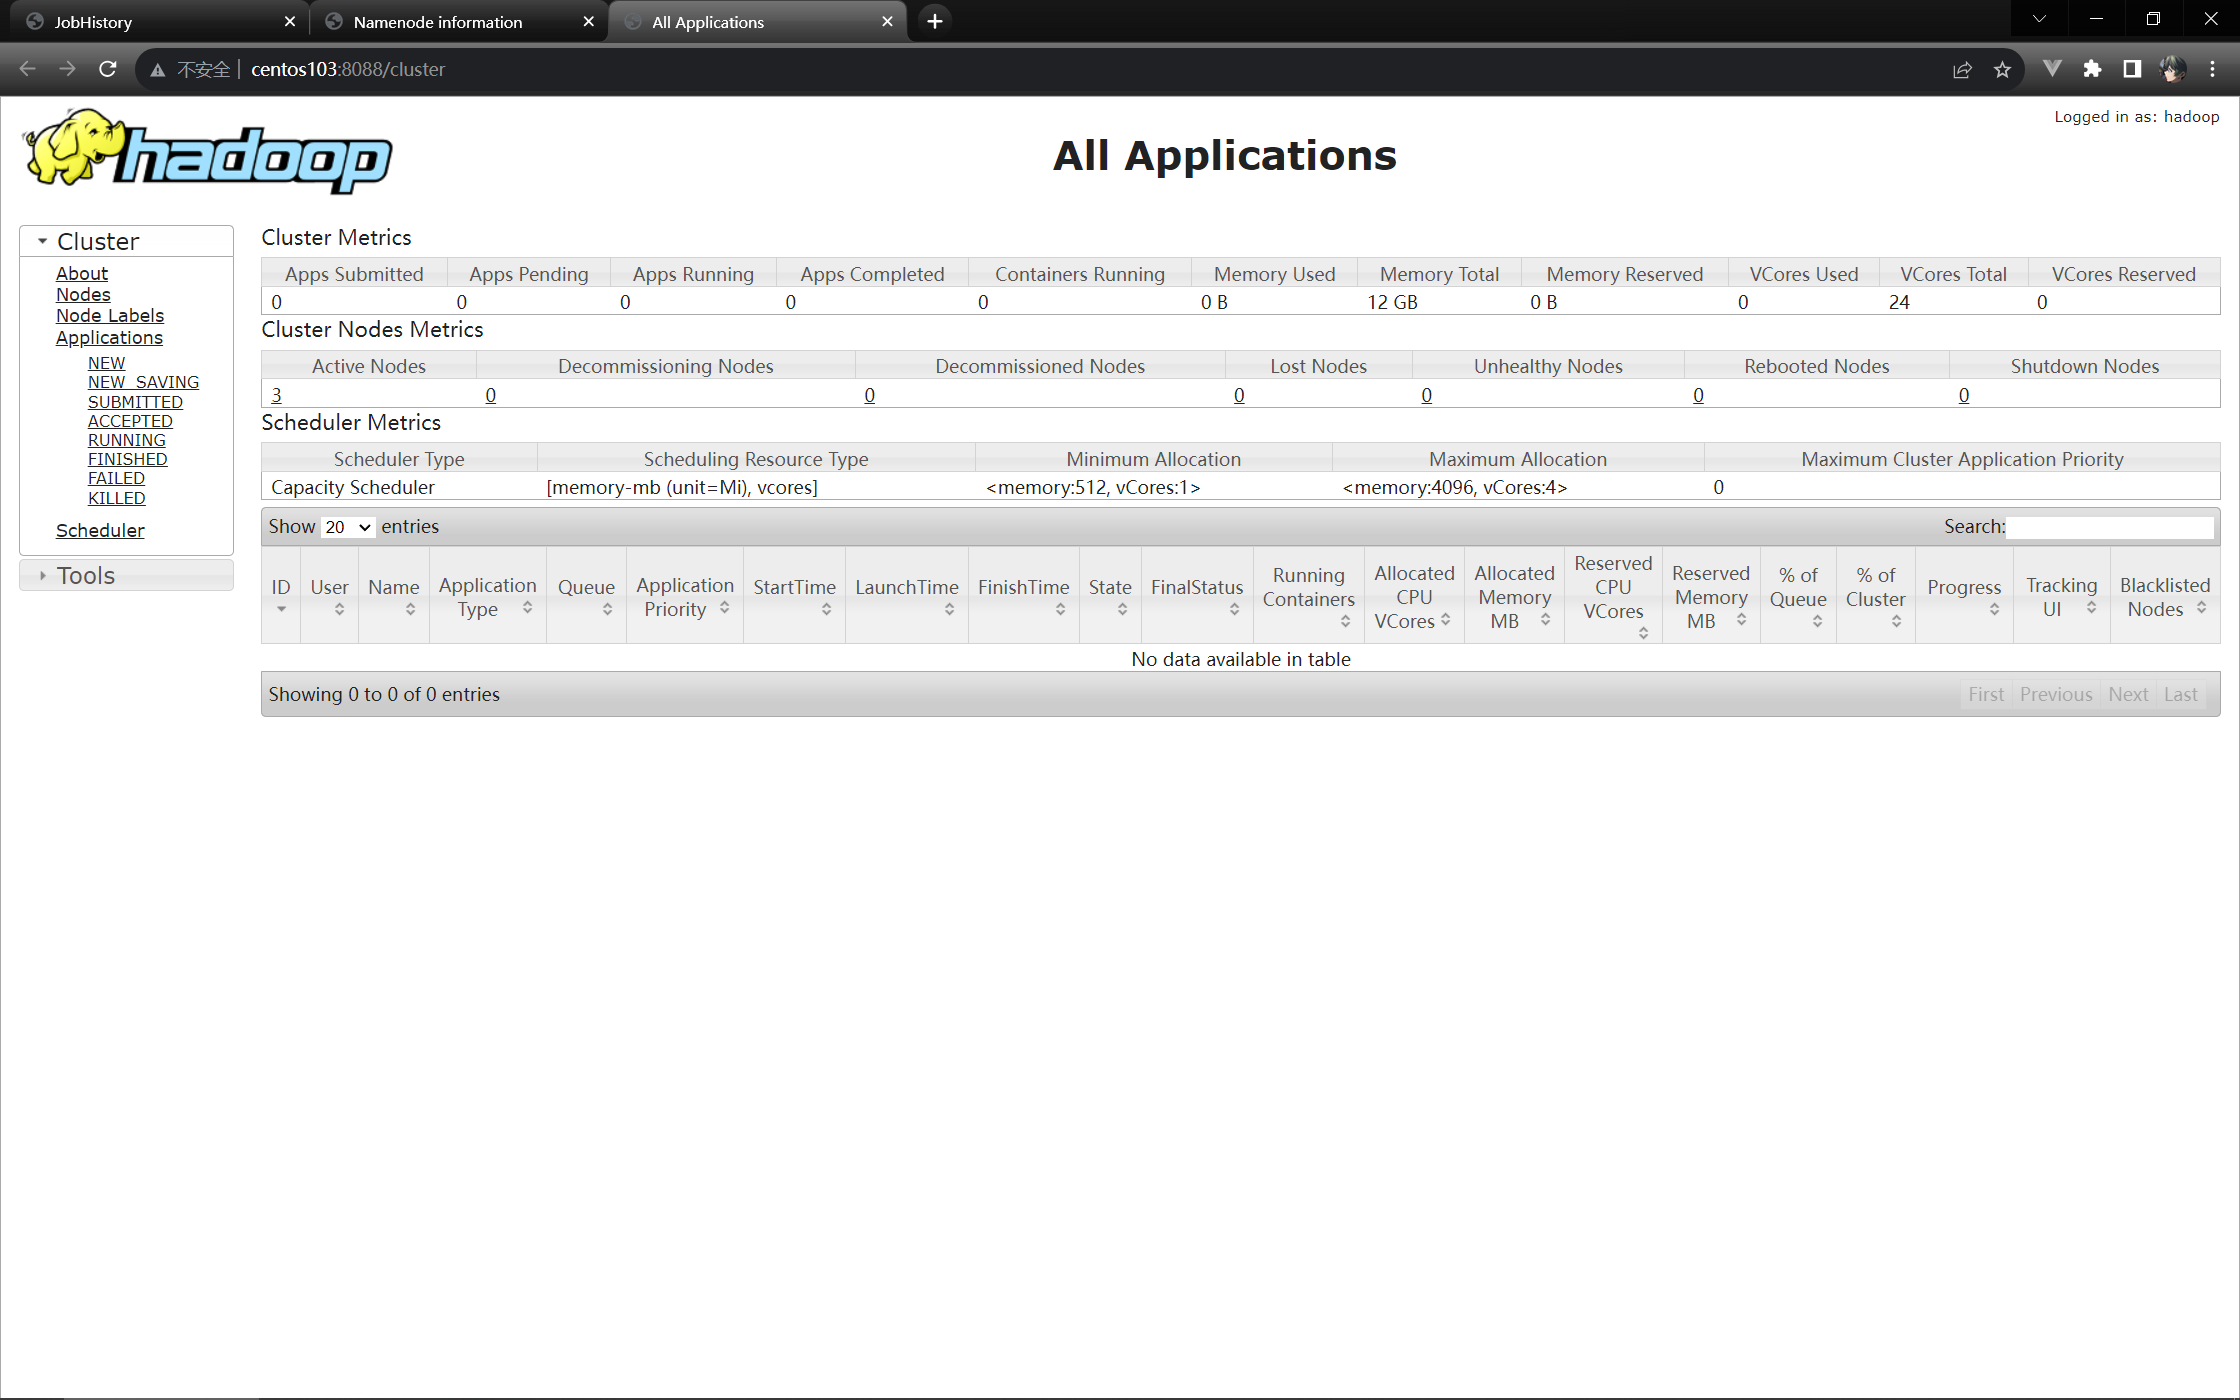 JobHistory
Namenode information
All Applications
不安全
centos103:8088/cluster
Logged in as: hadoop
hadoop
All Applications
Cluster
About
Nodes
Node Labels
Applications
NEW
NEW_SAVING
SUBMITTED
ACCEPTED
RUNNING
FINISHED
FAILED
KILLED
Scheduler
Tools
Cluster Metrics
Apps Submitted Apps Pending Apps Running Apps Completed Containers Running Memory Used Memory Total Memory Reserved VCores Used VCores Total VCores Reserved
0 0 0 0 0 0 B 12 GB 0 B 0 24 0
Cluster Nodes Metrics
Active Nodes Decommissioning Nodes Decommissioned Nodes Lost Nodes Unhealthy Nodes Rebooted Nodes Shutdown Nodes
3 0 0 0 0 0 0
Scheduler Metrics
Scheduler Type Scheduling Resource Type Minimum Allocation Maximum Allocation Maximum Cluster Application Priority
Capacity Scheduler [memory-mb (unit=Mi), vcores] <memory:512, vCores:1> <memory:4096, vCores:4> 0
Show 20 entries Search:
ID
User
Name
Application
Type
Queue
Application
Priority
StartTime
LaunchTime
FinishTime
State
FinalStatus
Running
Containers
Allocated
CPU
VCores
Allocated
Memory
MB
Reserved
CPU
VCores
Reserved
Memory
MB
% of
Queue
% of
Cluster
Progress
Tracking
UI
Blacklisted
Nodes
No data available in table
Showing 0 to 0 of 0 entries First Previous Next Last